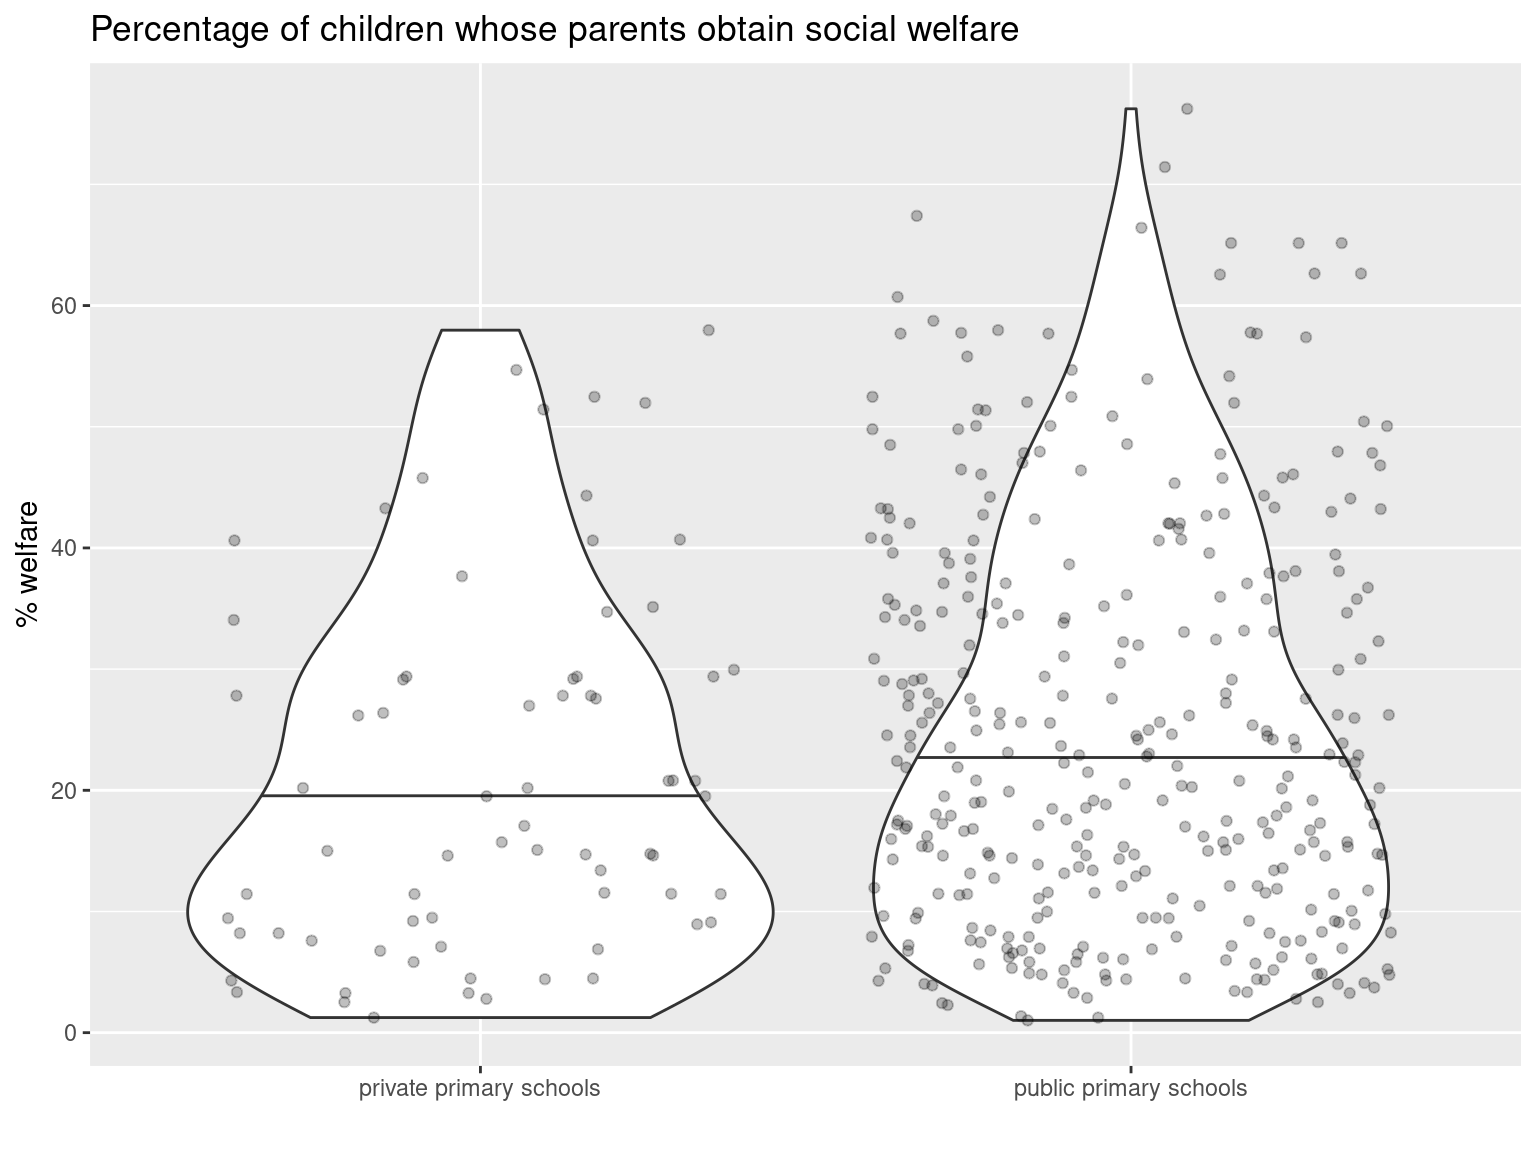 Percentage of children whose parents obtain social welfare
% welfare
60
40
20
0
private primary schools
public primary schools